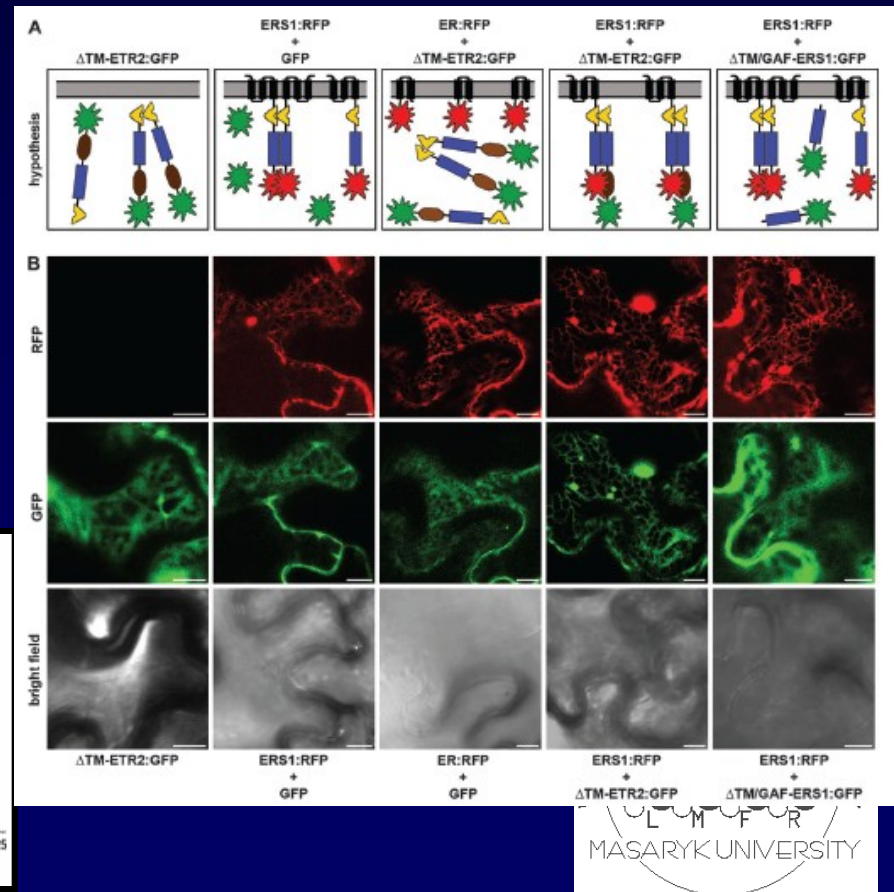 A
ΔTM-ETR2:GFP
ERS1:RFP
+
GFP
ER:RFP
+
ΔTM-ETR2:GFP
ERS1:RFP
+
ΔTM-ETR2:GFP
ERS1:RFP
+
ΔTM/GAF-ERS1:GFP
hypothesis
B
RFP
GFP
bright field
ΔTM-ETR2:GFP
ERS1:RFP
+
GFP
ER:RFP
+
GFP
ERS1:RFP
+
ΔTM-ETR2:GFP
ERS1:RFP
+
ΔTM/GAF-ERS1:GFP
5
L M F R
MASARYK UNIVERSITY